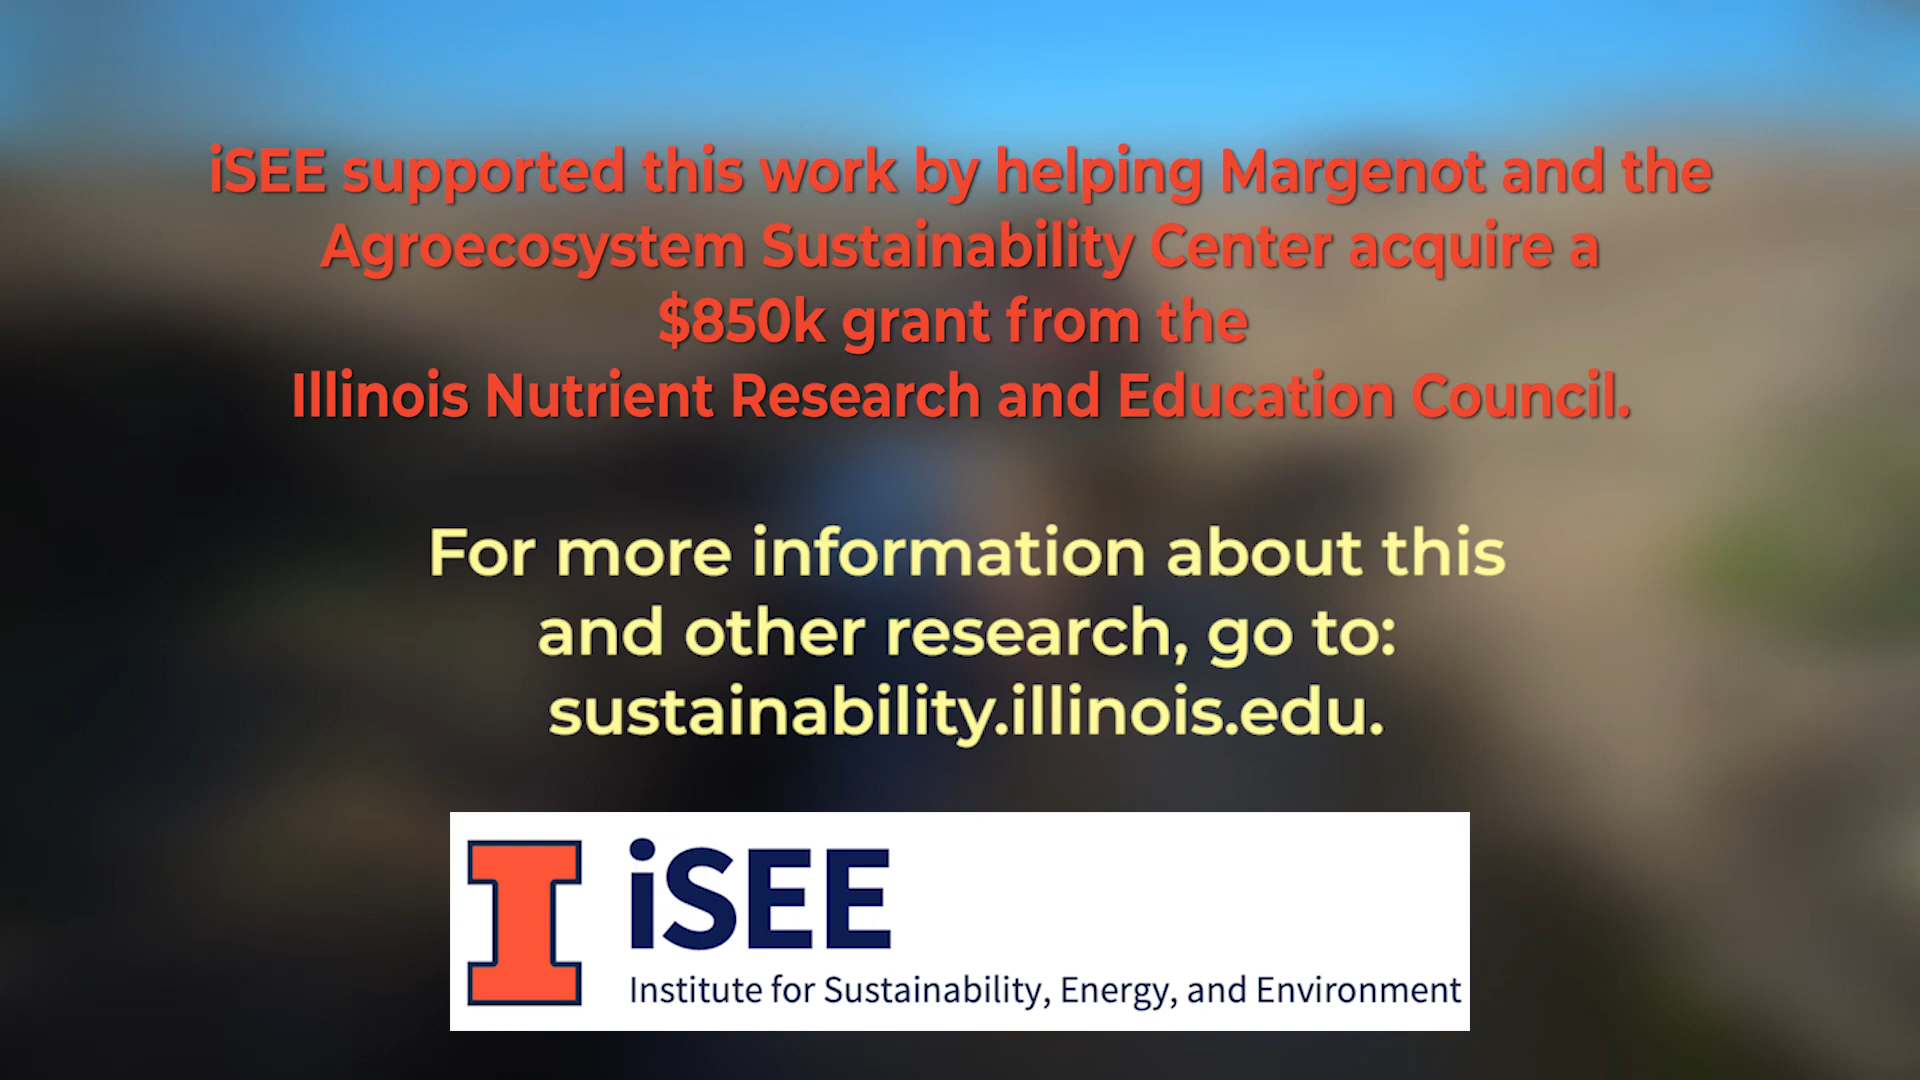 iSEE supported this work by helping Margenot and the
Agroecosystem Sustainability Center acquire a
$850k grant from the
Illinois Nutrient Research and Education Council.
For more information about this
and other research, go to:
sustainability.illinois.edu.
I
iSEE
Institute for Sustainability, Energy, and Environment